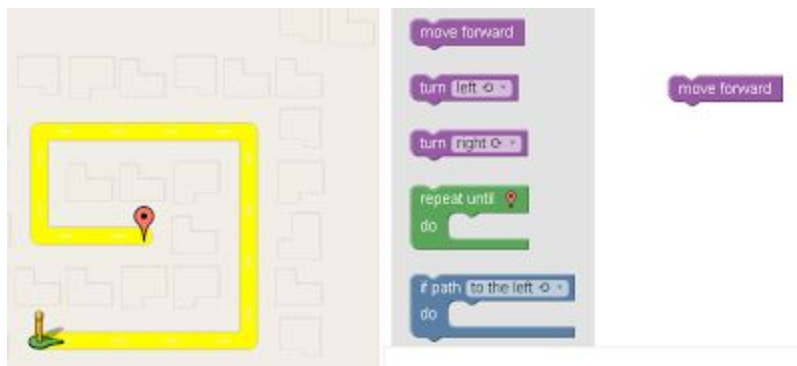 move forward
turn left
turn right
repeat until
do
if path to the left
do
move forward